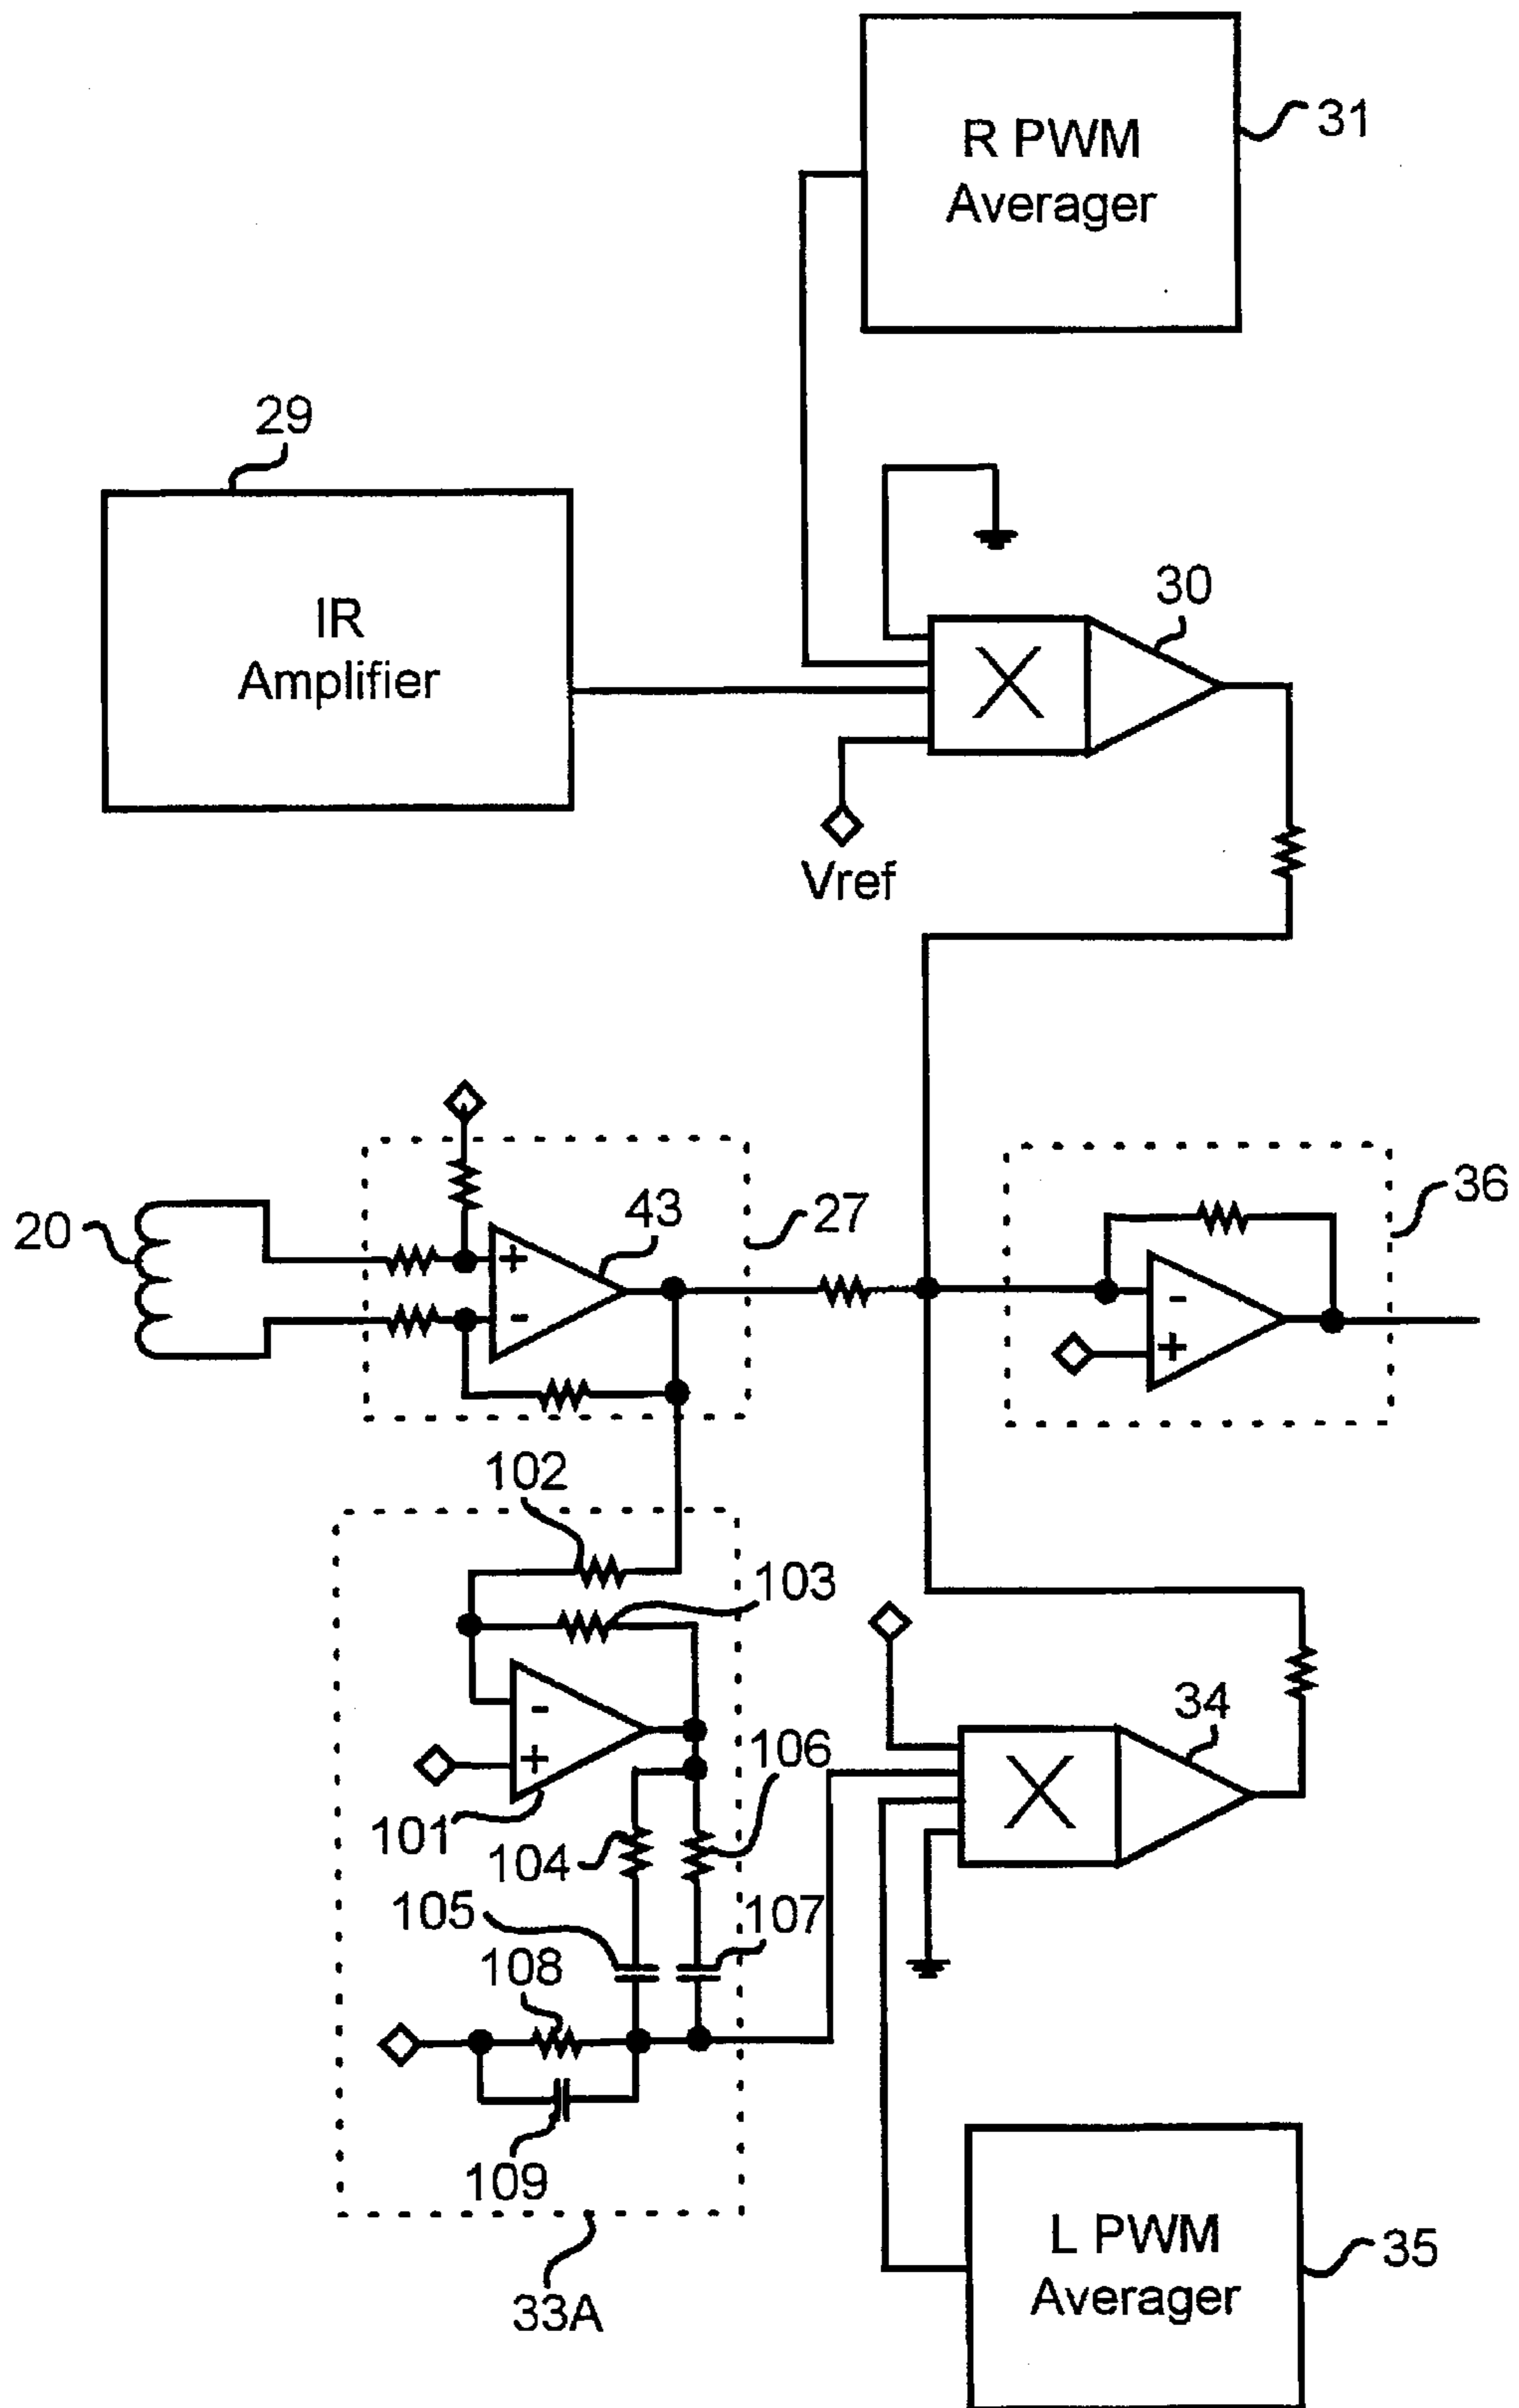 R PWM
Averager
31
29
IR
Amplifier
30
X
Vref
20
43
27
36
+
-
-
+
102
103
-
+
101
104
106
105
107
108
109
33A
34
X
L PWM
Averager
35